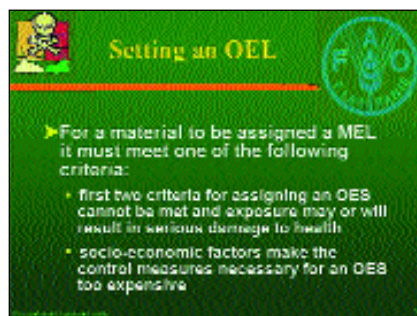 Setting an OEL
F A O
➤For a material to be assigned a MEL
it must meet one of the following
criteria:
• first two criteria for assigning an OES
cannot be met and exposure may or will
result in serious damage to health
• socio-economic factors make the
control measures necessary for an OES
too expensive